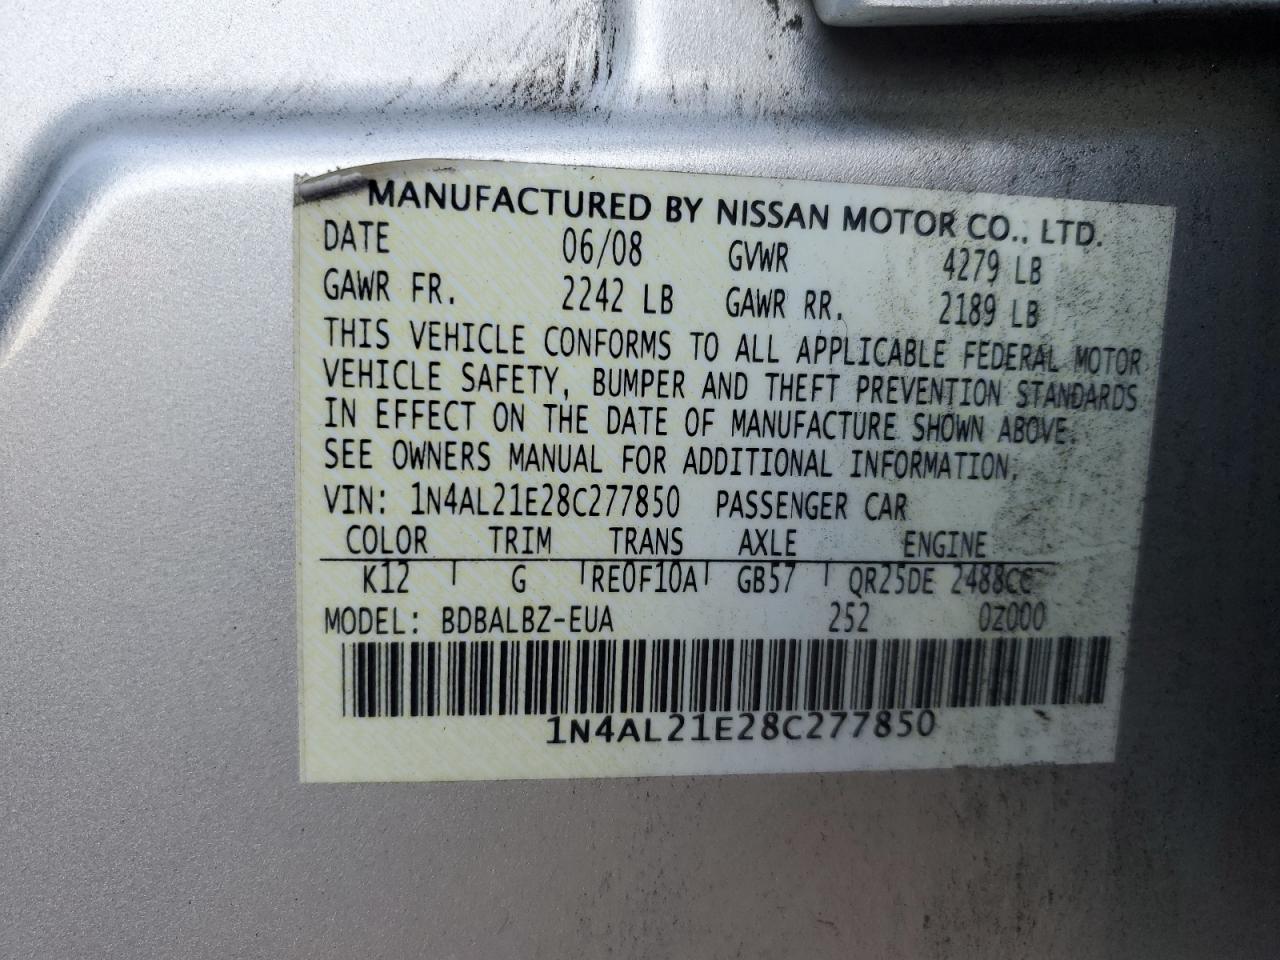 MANUFACTURED BY NISSAN MOTOR CO., LTD.
DATE 06/08 GVWR 4279 LB
GAWR FR. 2242 LB GAWR RR. 2189 LB
THIS VEHICLE CONFORMS TO ALL APPLICABLE FEDERAL MOTOR
VEHICLE SAFETY, BUMPER AND THEFT PREVENTION STANDARDS
IN EFFECT ON THE DATE OF MANUFACTURE SHOWN ABOVE.
SEE OWNERS MANUAL FOR ADDITIONAL INFORMATION.
VIN: 1N4AL21E28C277850 PASSENGER CAR
COLOR TRIM TRANS AXLE ENGINE
K12 G RE0F10A GB57 QR25DE 2488CC
MODEL: BDBALBZ-EUA 252 0Z000
1N4AL21E28C277850